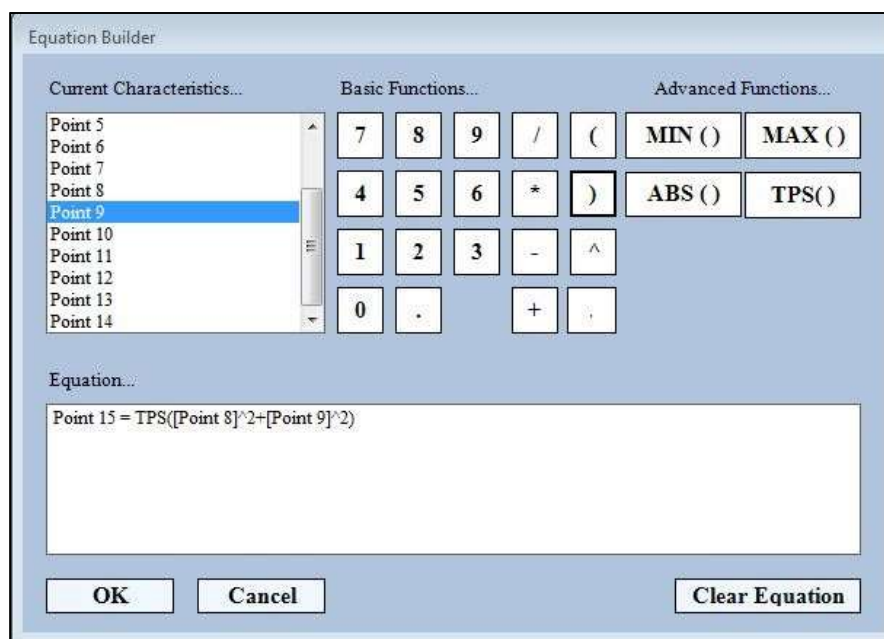 Equation Builder
Current Characteristics... Basic Functions... Advanced Functions...
Point 5
Point 6
Point 7
Point 8
Point 9
Point 10
Point 11
Point 12
Point 13
Point 14
7 8 9 / ( MIN () MAX ()
4 5 6 * ) ABS () TPS()
1 2 3 - ^
0 . + ,
Equation...
Point 15 = TPS([Point 8]^2+[Point 9]^2)
OK Cancel Clear Equation